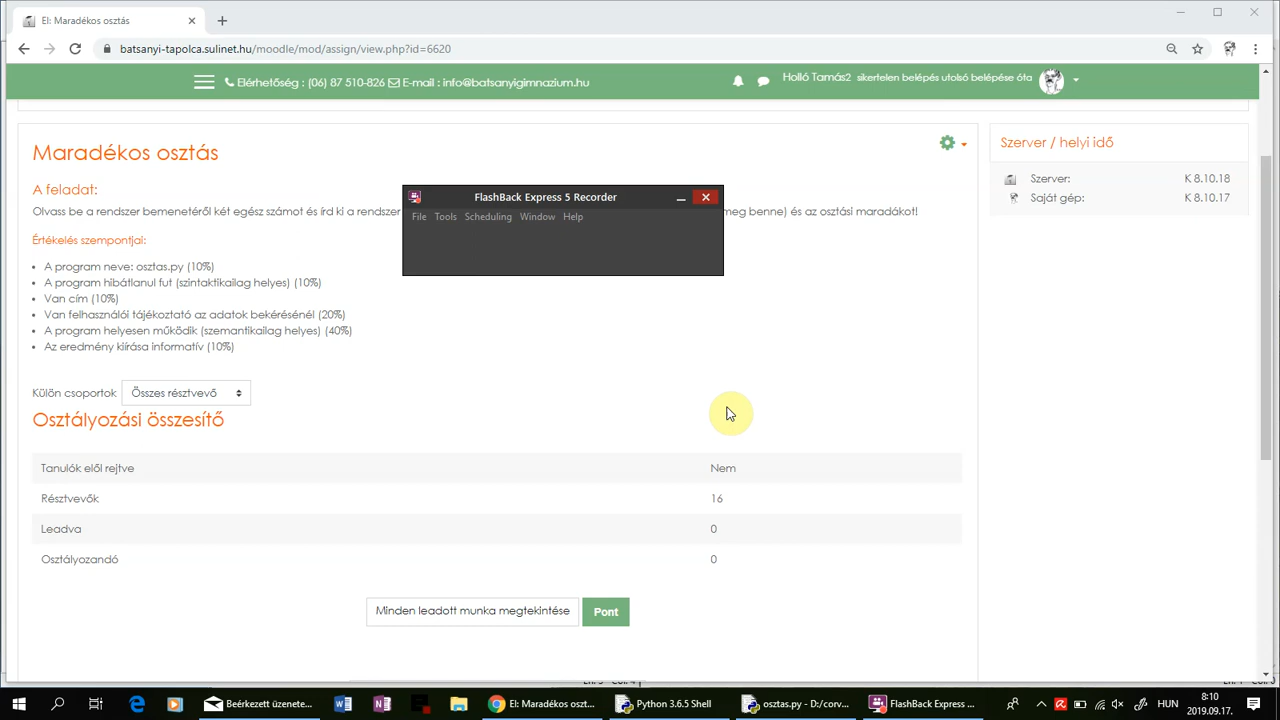 El: Maradékos osztás
batsanyi-tapolca.sulinet.hu/moodle/mod/assign/view.php?id=6620
Elérhetőség : (06) 87 510-826 E-mail : info@batsanyigimnazium.hu
Holló Tamás2 sikertelen belépés utolsó belépése óta
Maradékos osztás
Szerver / helyi idő
Szerver: K 8.10.18
Saját gép: K 8.10.17
A feladat:
Olvass be a rendszer bemenetéről két egész számot és írd ki a rendszer meg benne) és az osztási maradákot!
FlashBack Express 5 Recorder
File Tools Scheduling Window Help
Értékelés szempontjai:
A program neve: osztas.py (10%)
A program hibátlanul fut (szintaktikailag helyes) (10%)
Van cím (10%)
Van felhasználói tájékoztató az adatok bekérésénél (20%)
A program helyesen működik (szemantikailag helyes) (40%)
Az eredmény kiírása informatív (10%)
Külön csoportok Összes résztvevő
Osztályozási összesítő
Tanulók elől rejtve Nem
Résztvevők 16
Leadva 0
Osztályozandó 0
Minden leadott munka megtekintése Pont
Beérkezett üzenete...
El: Maradékos oszt...
Python 3.6.5 Shell
osztas.py - D:/corv...
FlashBack Express ...
HUN
8:10
2019.09.17.